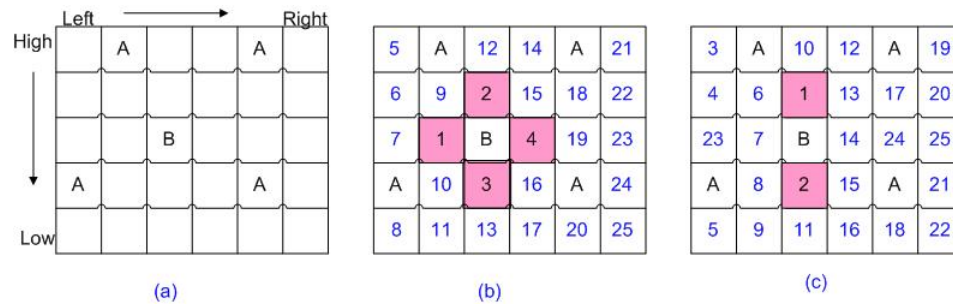 Left Right
High
Low
A A
B
A A
(a)
5 A 12 14 A 21
6 9 2 15 18 22
7 1 B 4 19 23
A 10 3 16 A 24
8 11 13 17 20 25
(b)
3 A 10 12 A 19
4 6 1 13 17 20
23 7 B 14 24 25
A 8 2 15 A 21
5 9 11 16 18 22
(c)